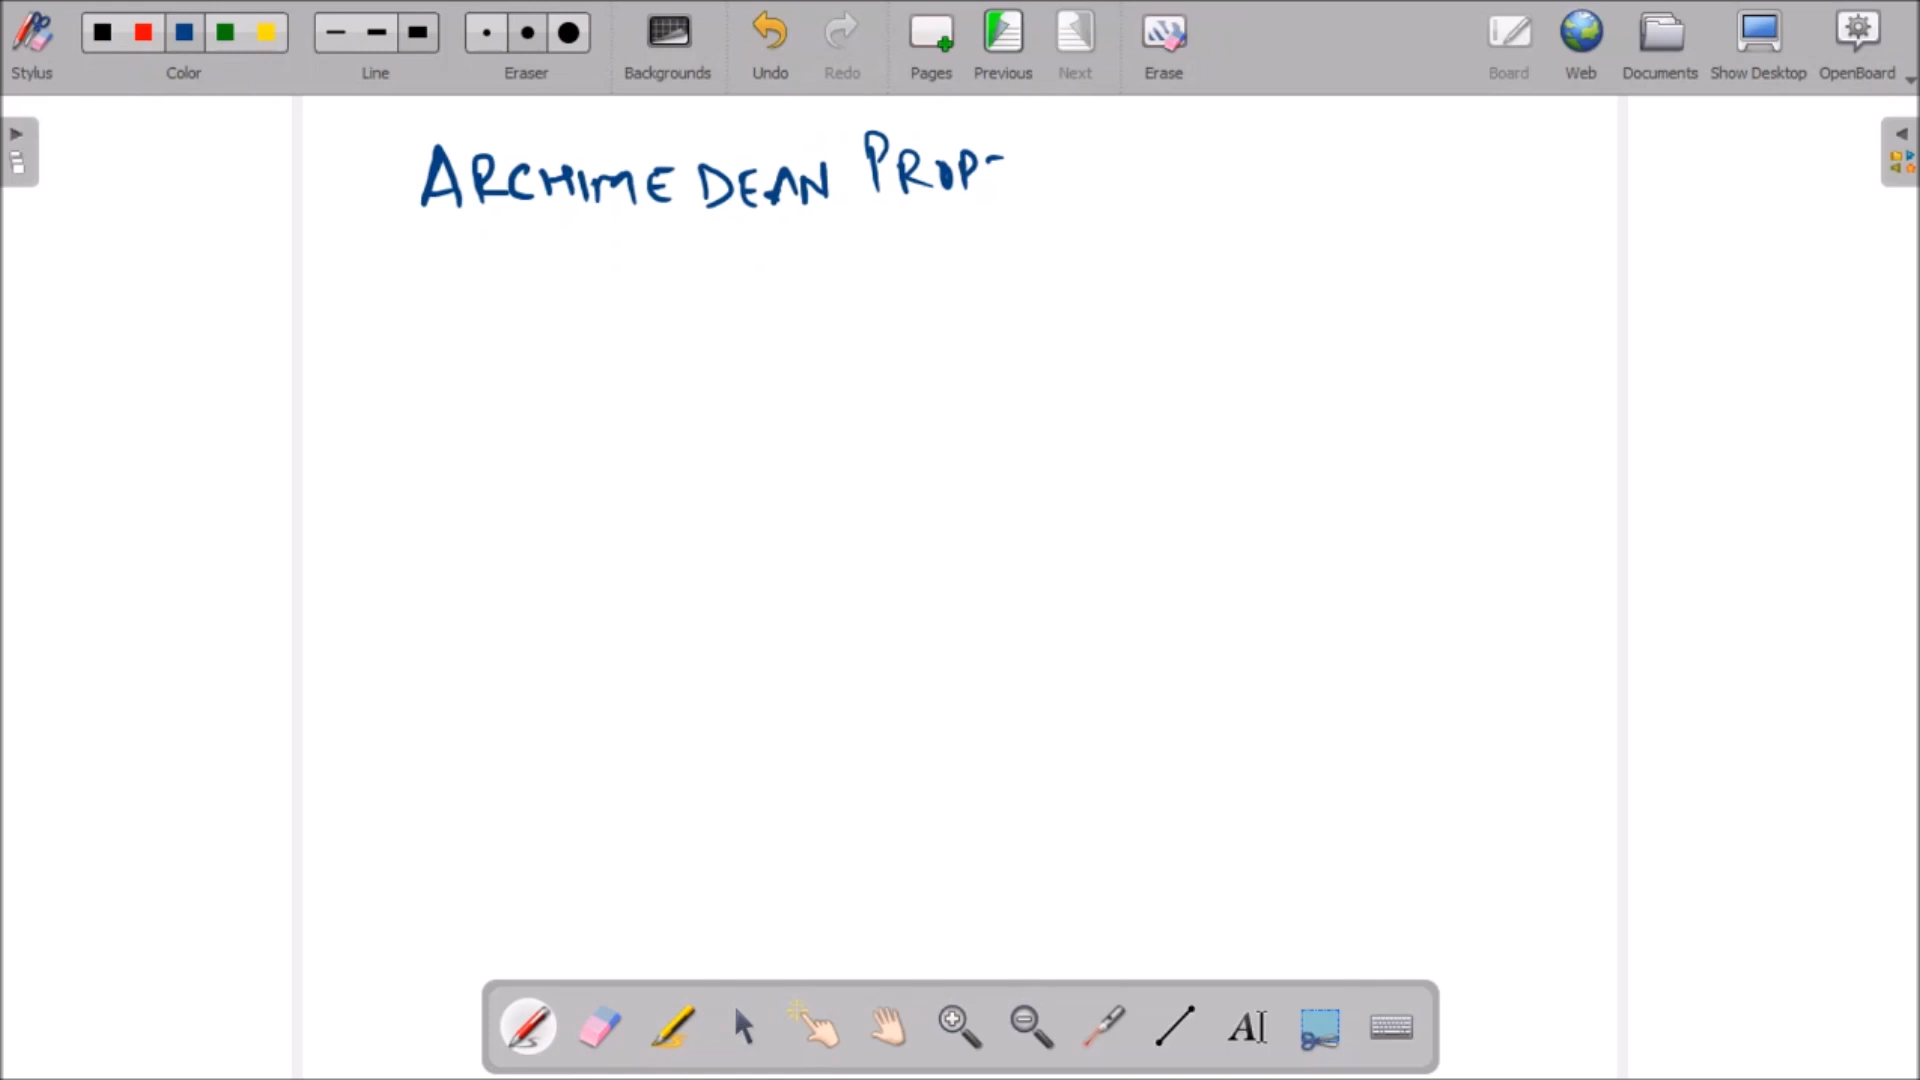 Stylus Color Line Eraser Backgrounds Undo Redo Pages Previous Next Erase Board Web Documents Show Desktop OpenBoard
ARCHIMEDEAN PROP-
AI